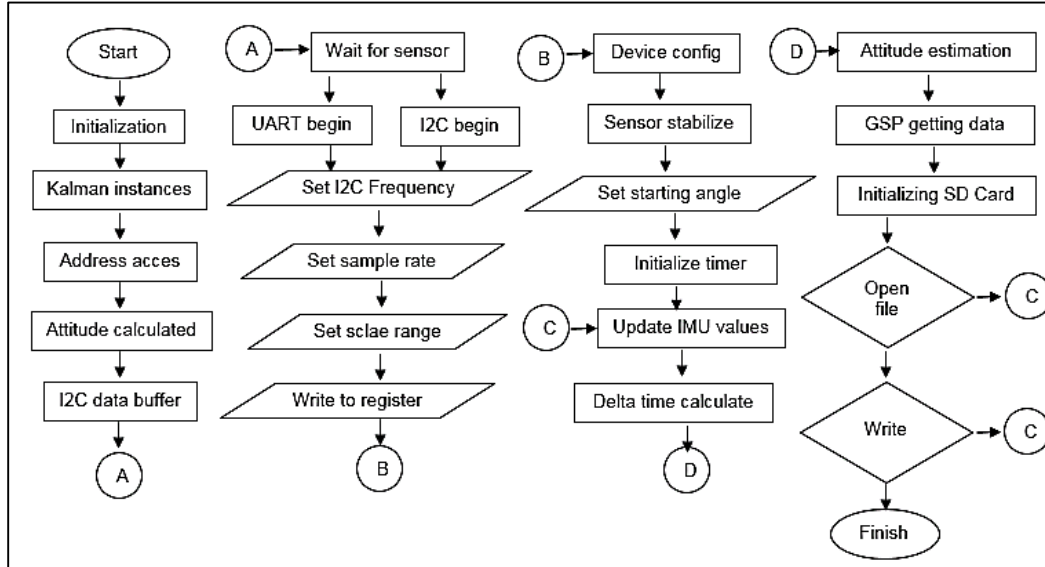 Start
Initialization
Kalman instances
Address acces
Attitude calculated
I2C data buffer
A
A
Wait for sensor
UART begin
I2C begin
Set I2C Frequency
Set sample rate
Set sclae range
Write to register
B
B
Device config
Sensor stabilize
Set starting angle
Initialize timer
C
Update IMU values
Delta time calculate
D
D
Attitude estimation
GSP getting data
Initializing SD Card
Open
file
C
Write
C
Finish